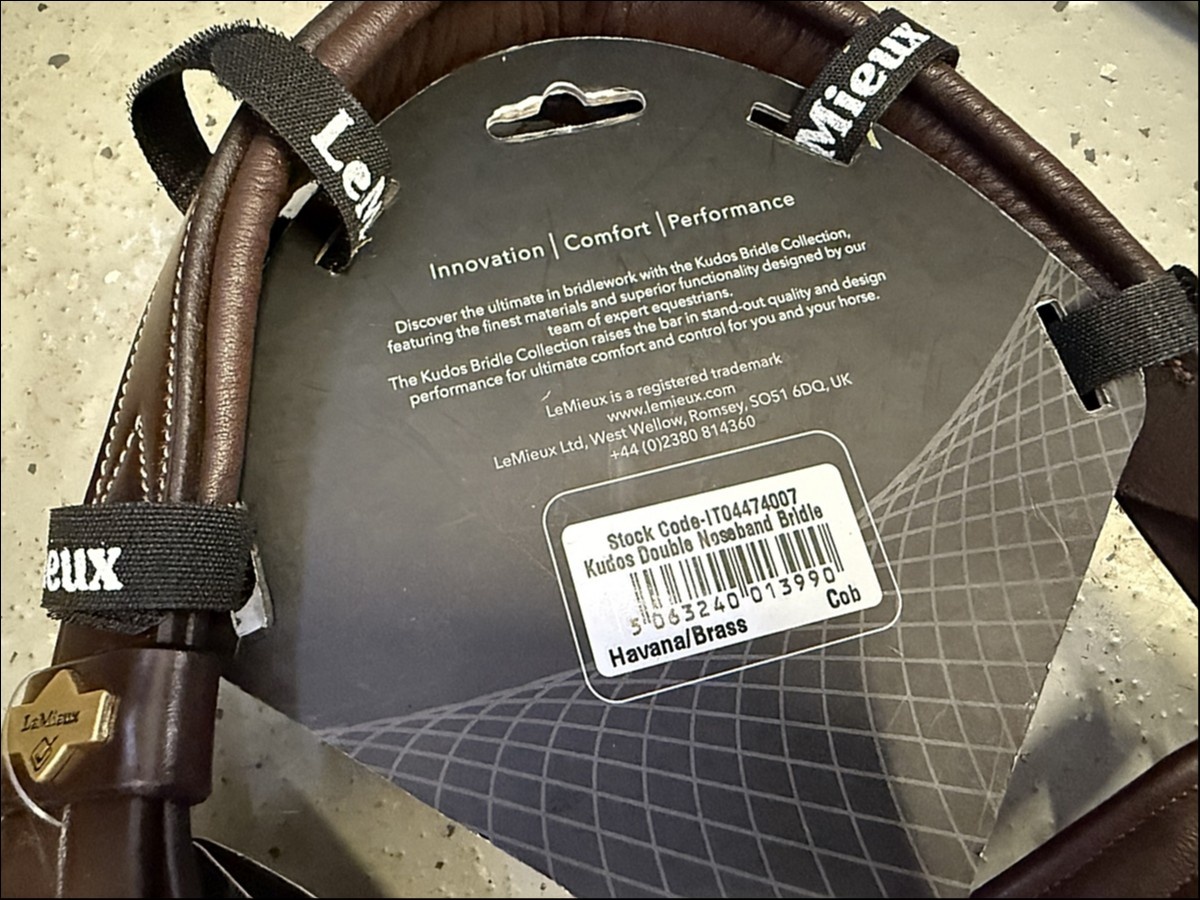 LeM
Mieux
Innovation | Comfort | Performance
Discover the ultimate in bridlework with the Kudos Bridle Collection,
featuring the finest materials and superior functionality designed by our
team of expert equestrians.
The Kudos Bridle Collection raises the bar in stand-out quality and design
performance for ultimate comfort and control for you and your horse.
LeMieux is a registered trademark
www.lemieux.com
LeMieux Ltd, West Wellow, Romsey, SO51 6DQ, UK
+44 (0)2380 814360
Stock Code-IT04474007
Kudos Double Noseband Bridle
5 063240 013990
Cob
Havana/Brass
eux
LeMieux